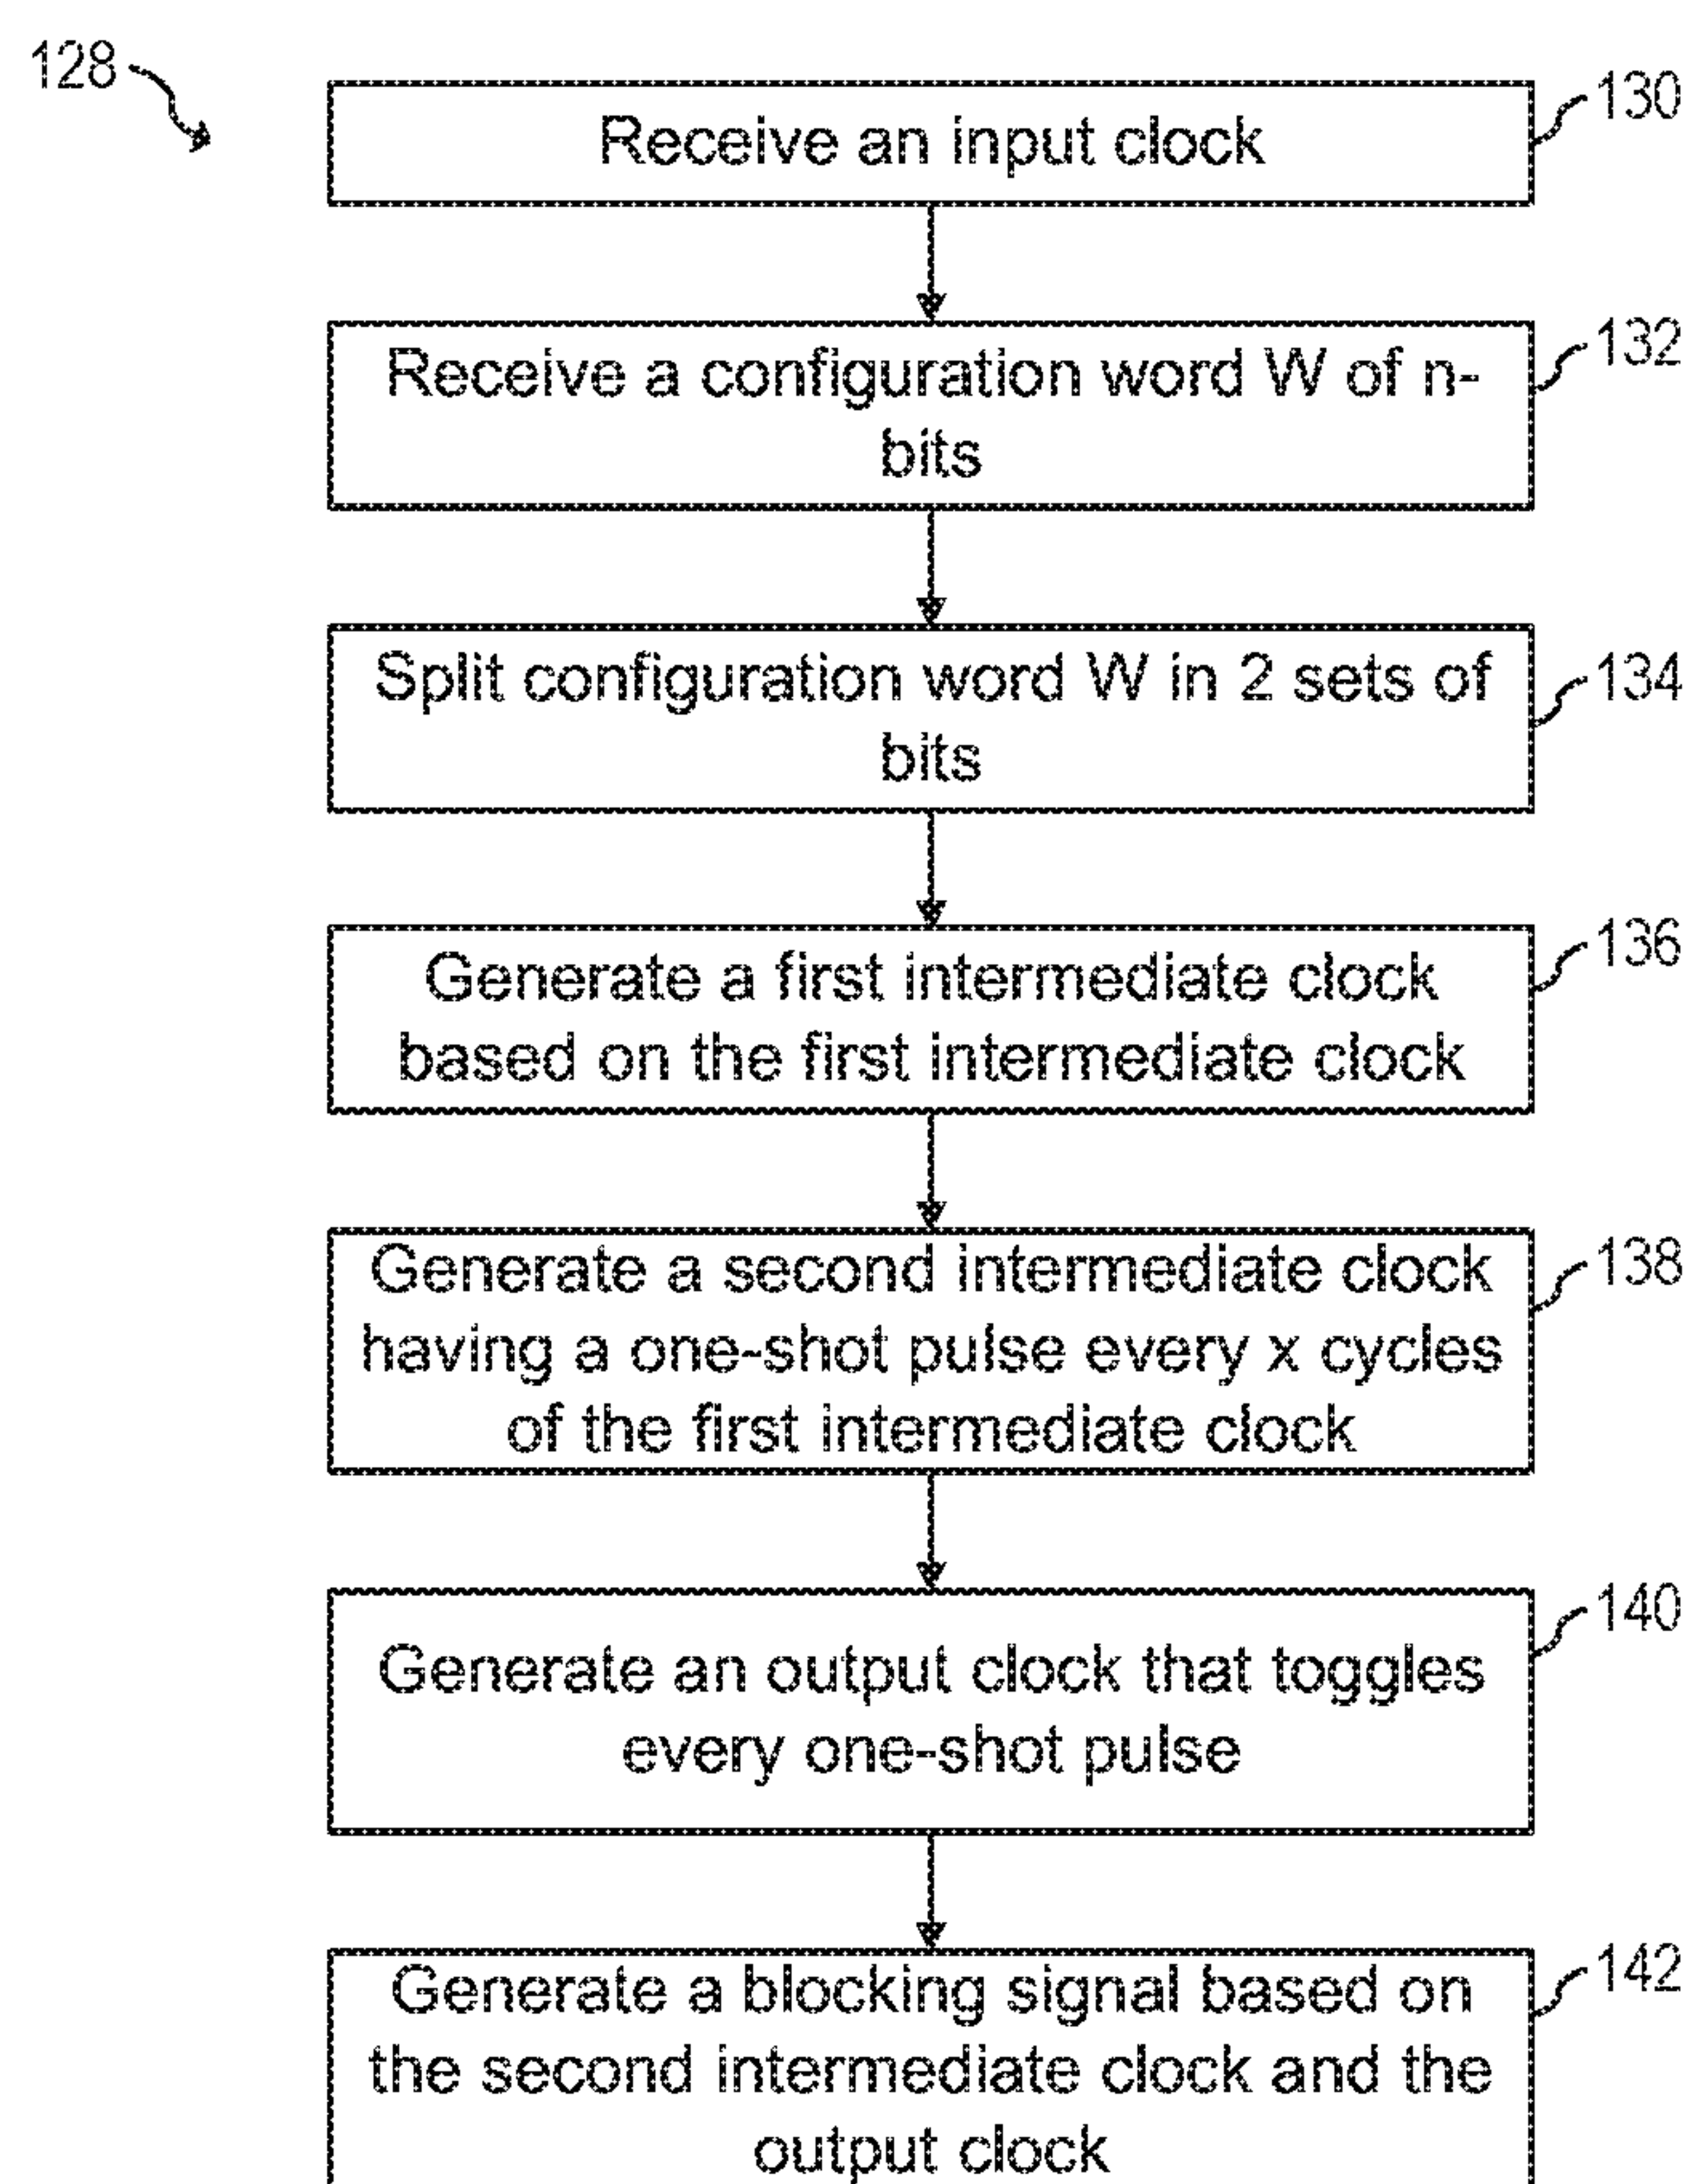 128
130
Receive an input clock
132
Receive a configuration word W of n-
bits
134
Split configuration word W in 2 sets of
bits
136
Generate a first intermediate clock
based on the first intermediate clock
138
Generate a second intermediate clock
having a one-shot pulse every x cycles
of the first intermediate clock
140
Generate an output clock that toggles
every one-shot pulse
142
Generate a blocking signal based on
the second intermediate clock and the
output clock